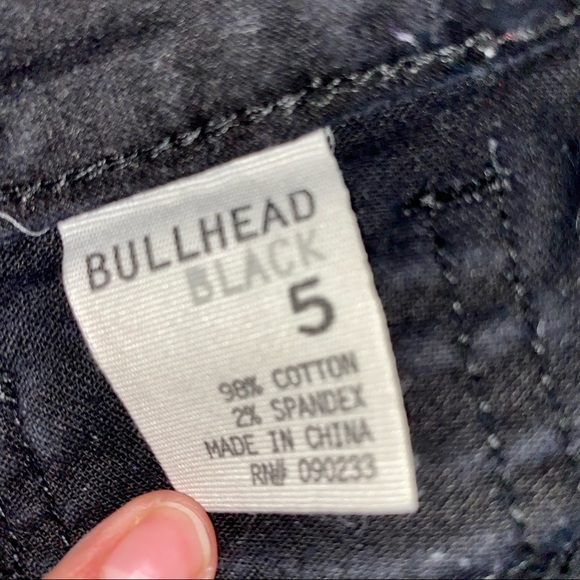 BULLHEAD
BLACK
5
98% COTTON
2% SPANDEX
MADE IN CHINA
RN# 090233